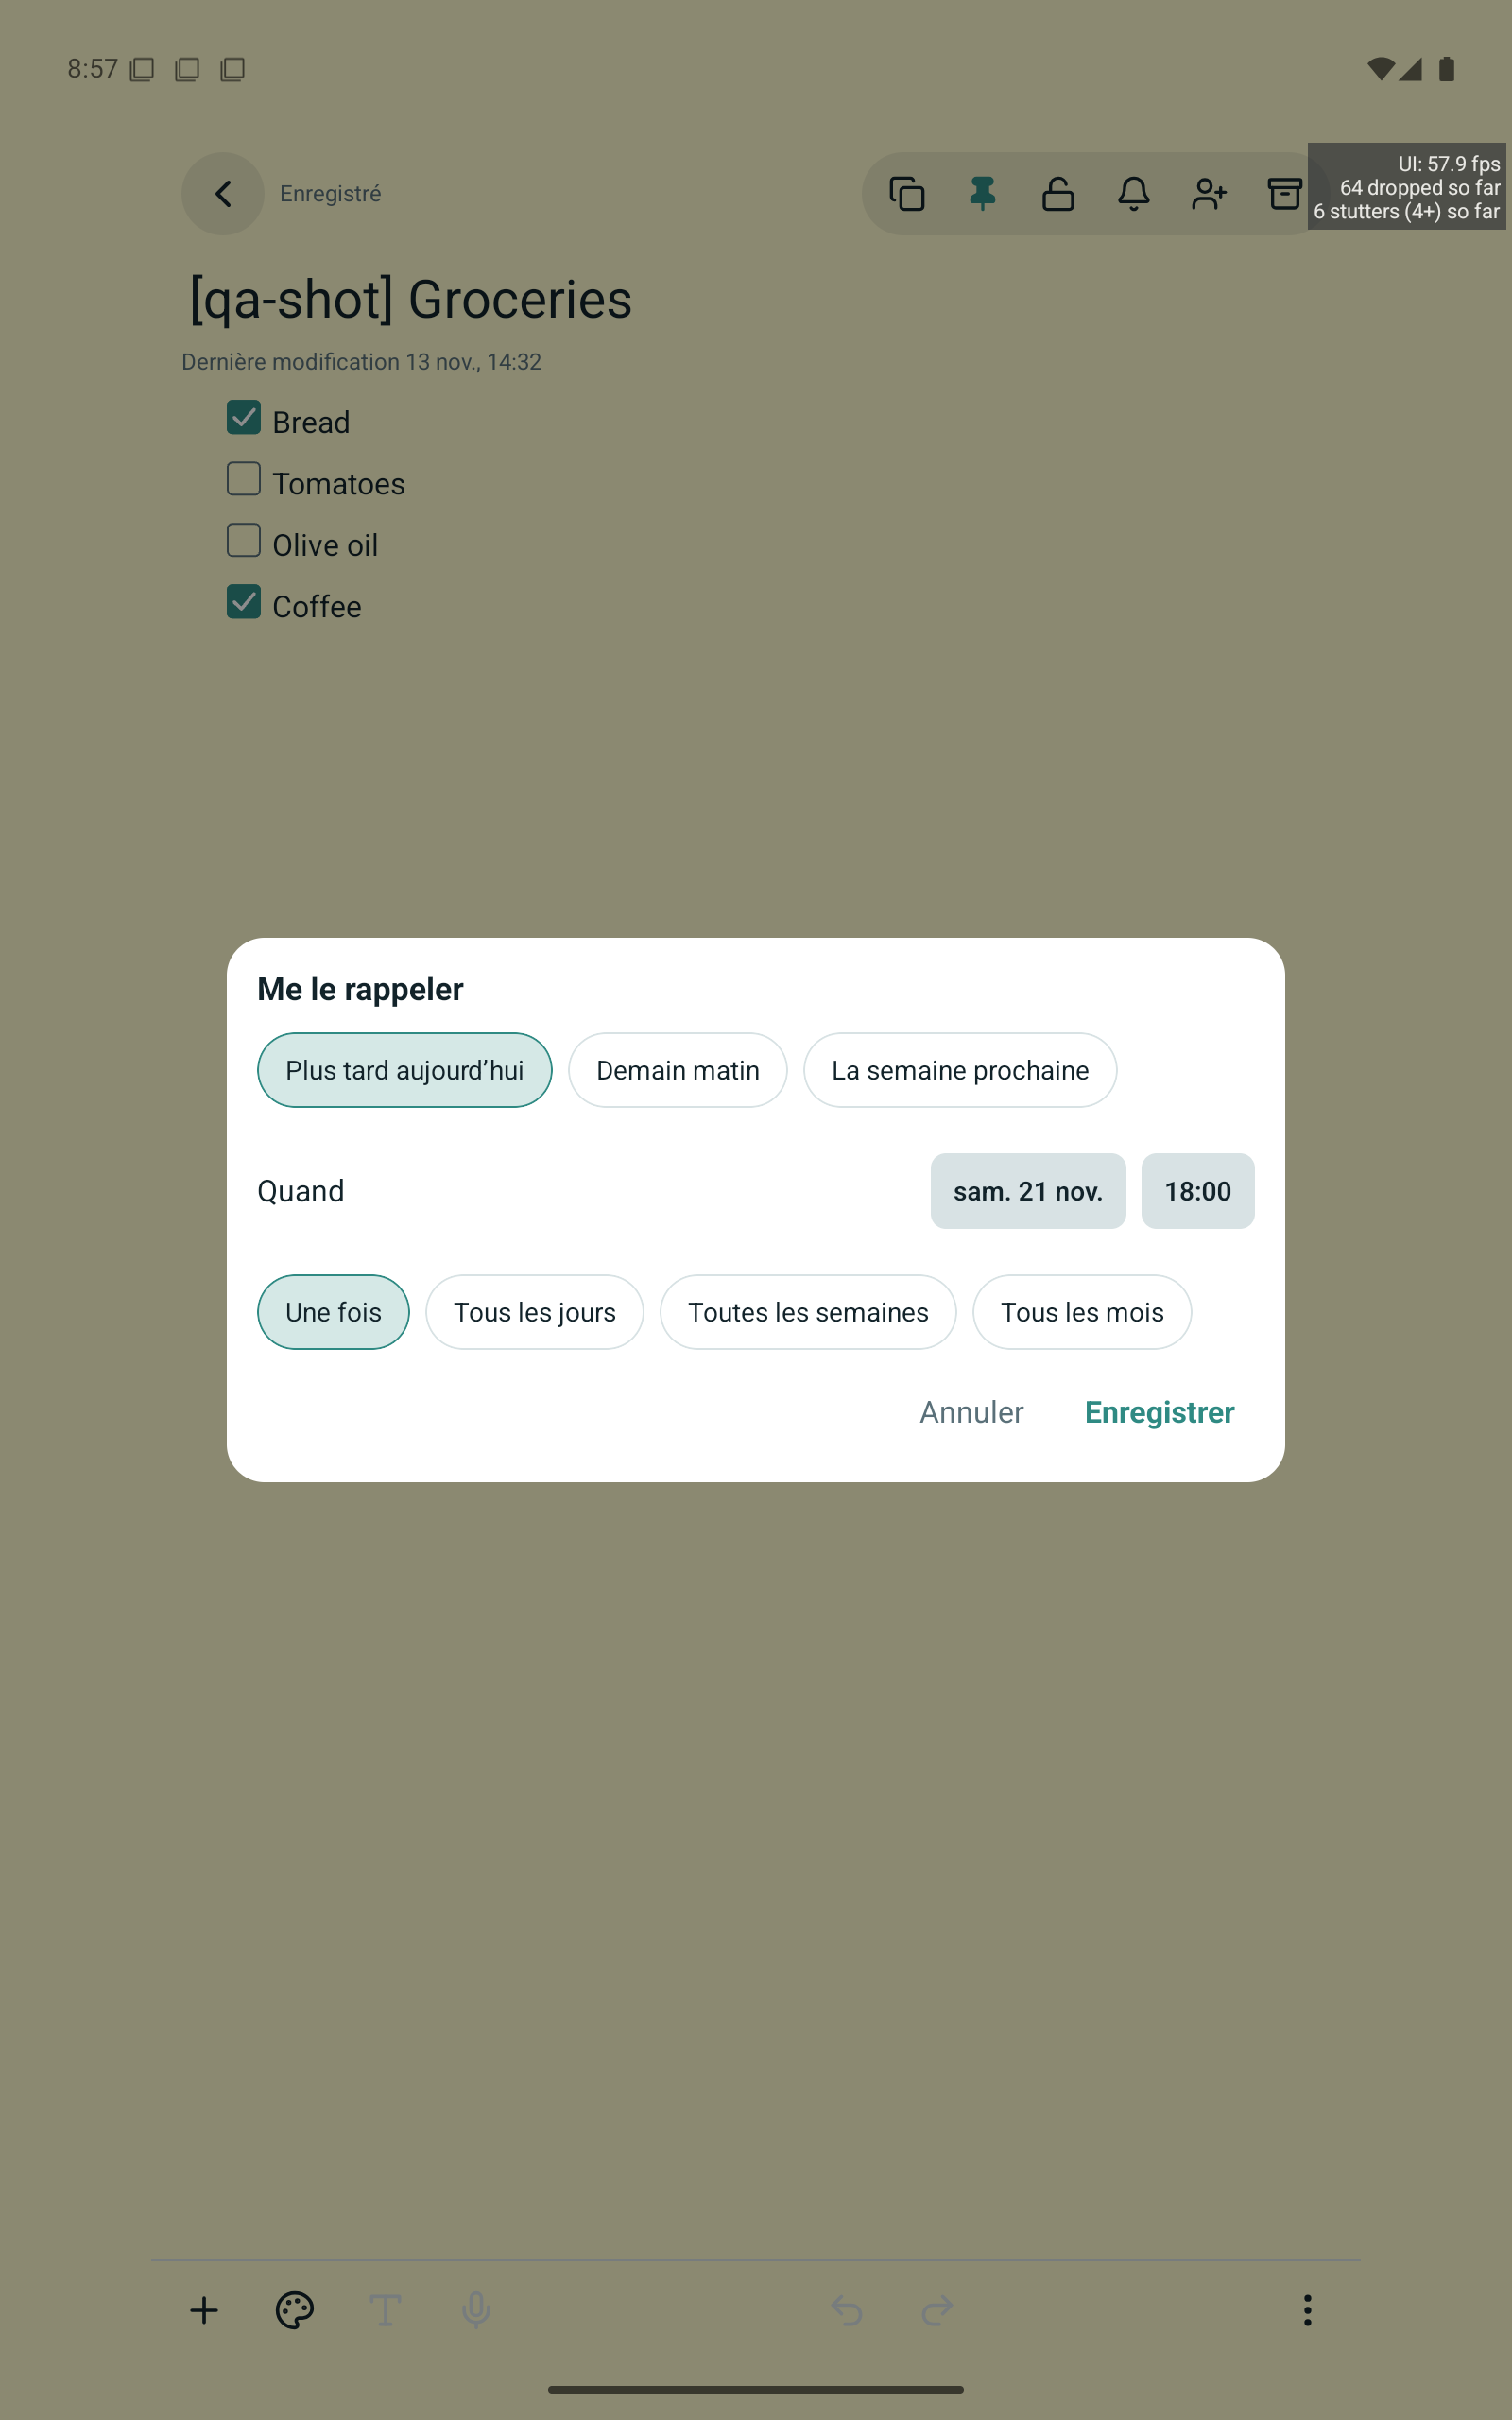 8:57
Enregistré
UI: 57.9 fps
64 dropped so far
6 stutters (4+) so far
[qa-shot] Groceries
Dernière modification 13 nov., 14:32
Bread
Tomatoes
Olive oil
Coffee
Me le rappeler
Plus tard aujourd’hui Demain matin La semaine prochaine
Quand sam. 21 nov. 18:00
Une fois Tous les jours Toutes les semaines Tous les mois
Annuler Enregistrer